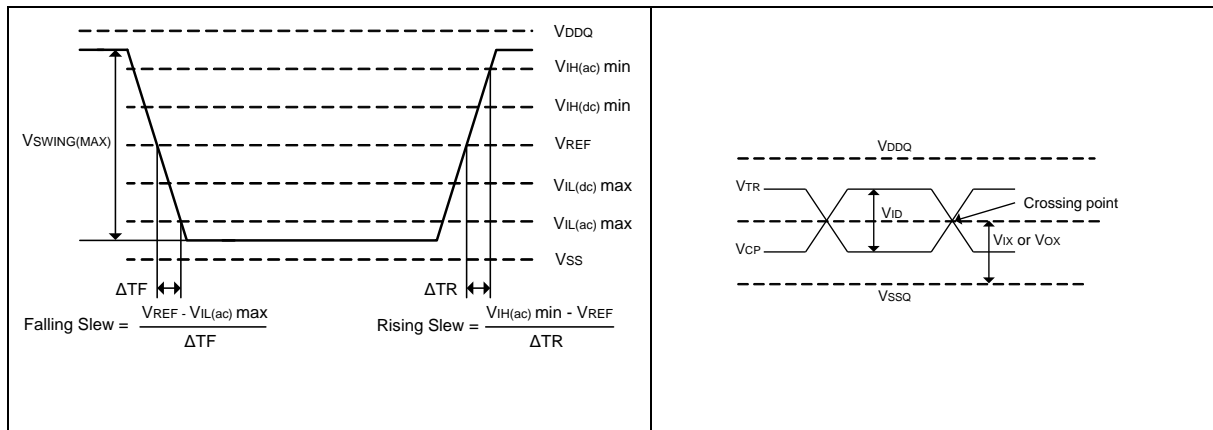 VDDQ
VIH(ac) min
VIH(dc) min
VSWING(MAX)
VREF
VIL(dc) max
VIL(ac) max
VSS
ΔTF
ΔTR
Falling Slew = VREF - VIL(ac) max
ΔTF
Rising Slew = VIH(ac) min - VREF
ΔTR
VDDQ
VTR
VID
Crossing point
VIX or VOX
VCP
VSSQ